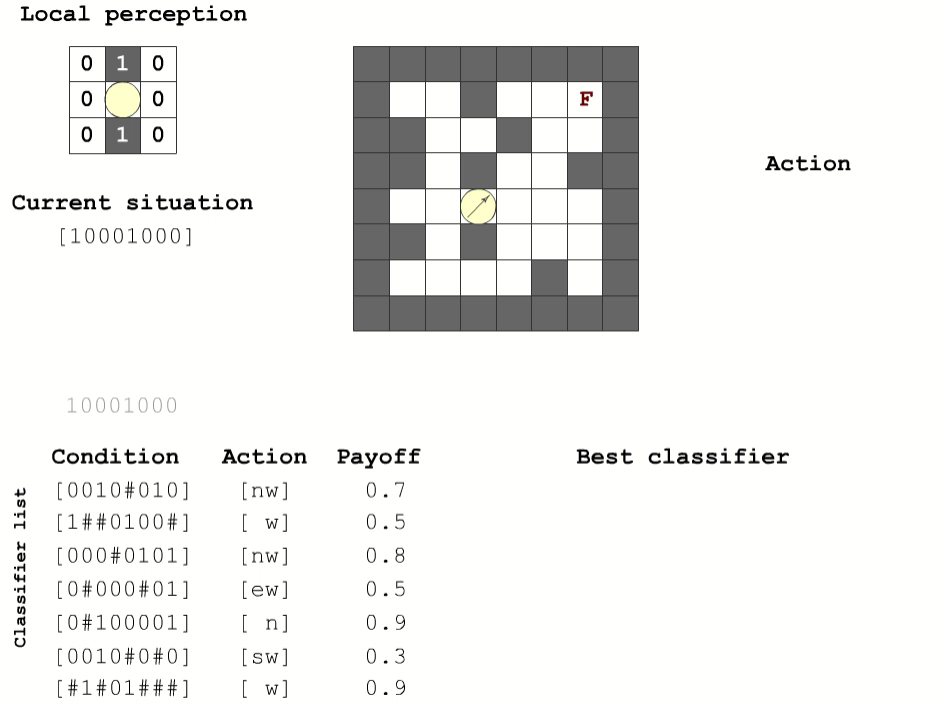 Local perception
0 1 0
0 0
0 1 0
F
Action
Current situation
[10001000]
10001000
Condition Action Payoff Best classifier
Classifier list
[0010#010] [nw] 0.7
[1##0100#] [ w] 0.5
[000#0101] [nw] 0.8
[0#000#01] [ew] 0.5
[0#100001] [ n] 0.9
[0010#0#0] [sw] 0.3
[#1#01###] [ w] 0.9